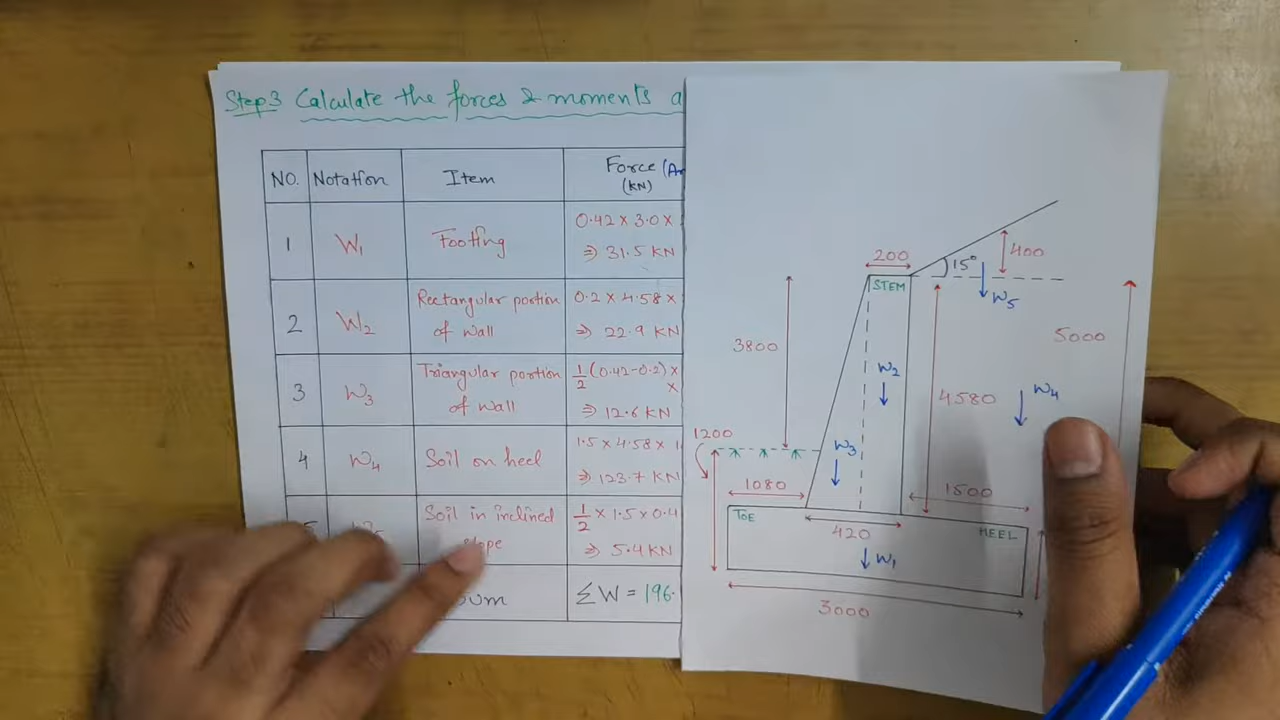 Step3 Calculate the forces & moments a
NO. Notation Item Force (Ar
(KN)
1 W1 Footing 0.42 x 3.0 x
⇒ 31.5 KN
2 W2 Rectangular portion of wall 0.2 x 4.58 x
⇒ 22.9 KN
3 W3 Triangular portion of wall 1/2 (0.42-0.2) x
x
⇒ 12.6 KN
4 W4 Soil on heel 1.5 x 4.58 x 1
⇒ 123.7 KN
Soil in inclined 1/2 x 1.5 x 0.4
⇒ 5.4 KN
ΣW = 196.
200
15°
400
STEM
W5
3800
5000
W2
4580
W4
1200
W3
1080
1500
TOE
420
HEEL
W1
3000